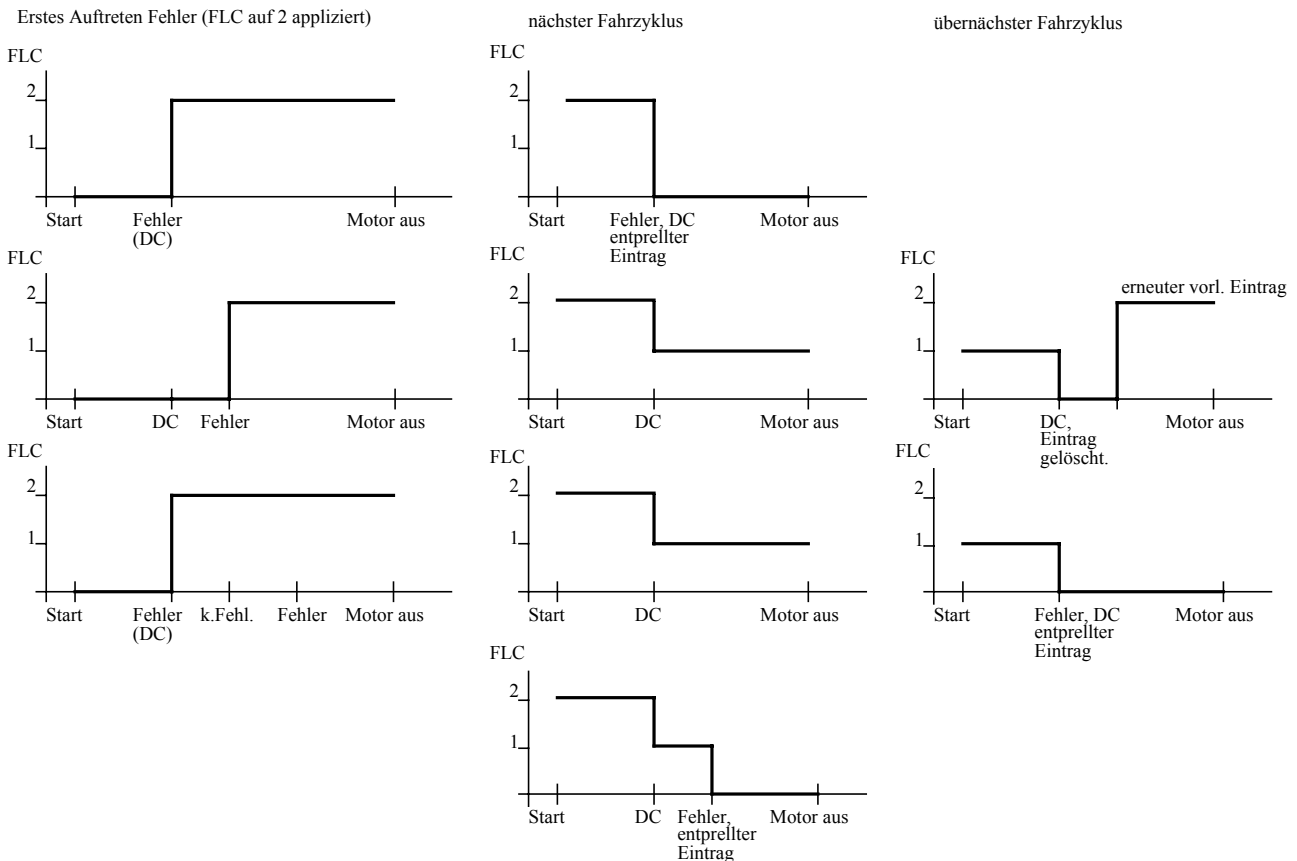 Erstes Auftreten Fehler (FLC auf 2 appliziert)
nächster Fahrzyklus
übernächster Fahrzyklus
FLC
2
1
Start
Fehler
(DC)
Motor aus
FLC
2
1
Start
Fehler, DC
entprellter
Eintrag
Motor aus
FLC
2
1
Start
DC
Fehler
Motor aus
FLC
2
1
Start
DC
Motor aus
FLC
2
1
erneuter vorl. Eintrag
Start
DC,
Eintrag
gelöscht.
Motor aus
FLC
2
1
Start
Fehler
(DC)
k.Fehl.
Fehler
Motor aus
FLC
2
1
Start
DC
Motor aus
FLC
2
1
Start
Fehler, DC
entprellter
Eintrag
Motor aus
FLC
2
1
Start
DC
Fehler,
entprellter
Eintrag
Motor aus